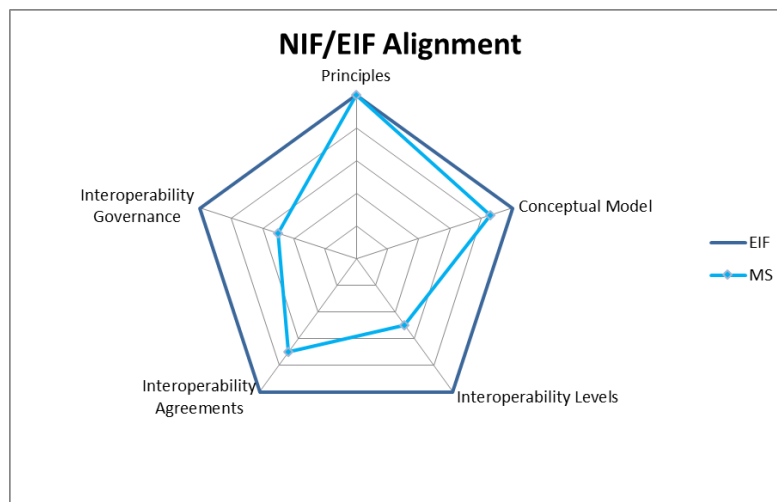 NIF/EIF Alignment
Principles
Interoperability
Governance
Conceptual Model
EIF
MS
Interoperability
Agreements
Interoperability Levels